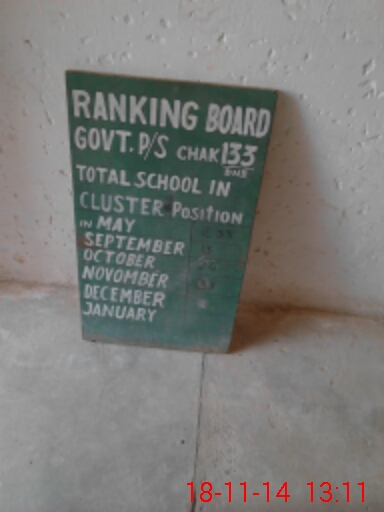 RANKING BOARD
GOVT. P/S CHAK 133
TOTAL SCHOOL IN
CLUSTER Position
IN MAY
SEPTEMBER
OCTOBER
NOVOMBER
DECEMBER
JANUARY
18-11-14 13:11